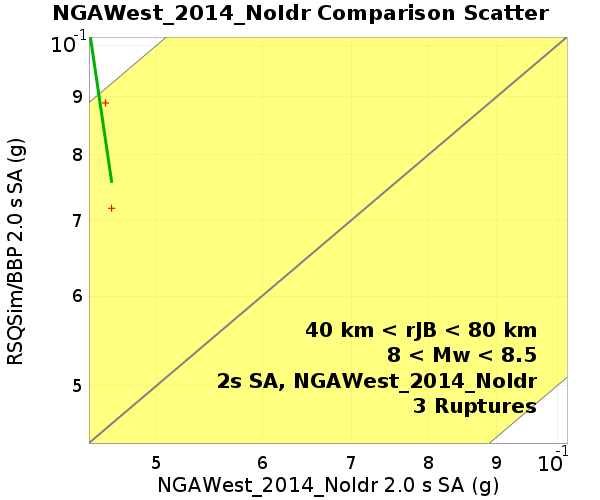 NGAWest_2014_NoIdr Comparison Scatter
10^-1
9
8
7
6
5
RSQSim/BBP 2.0 s SA (g)
40 km < rJB < 80 km
8 < Mw < 8.5
2s SA, NGAWest_2014_NoIdr
3 Ruptures
5 6 7 8 9 10^-1
NGAWest_2014_NoIdr 2.0 s SA (g)